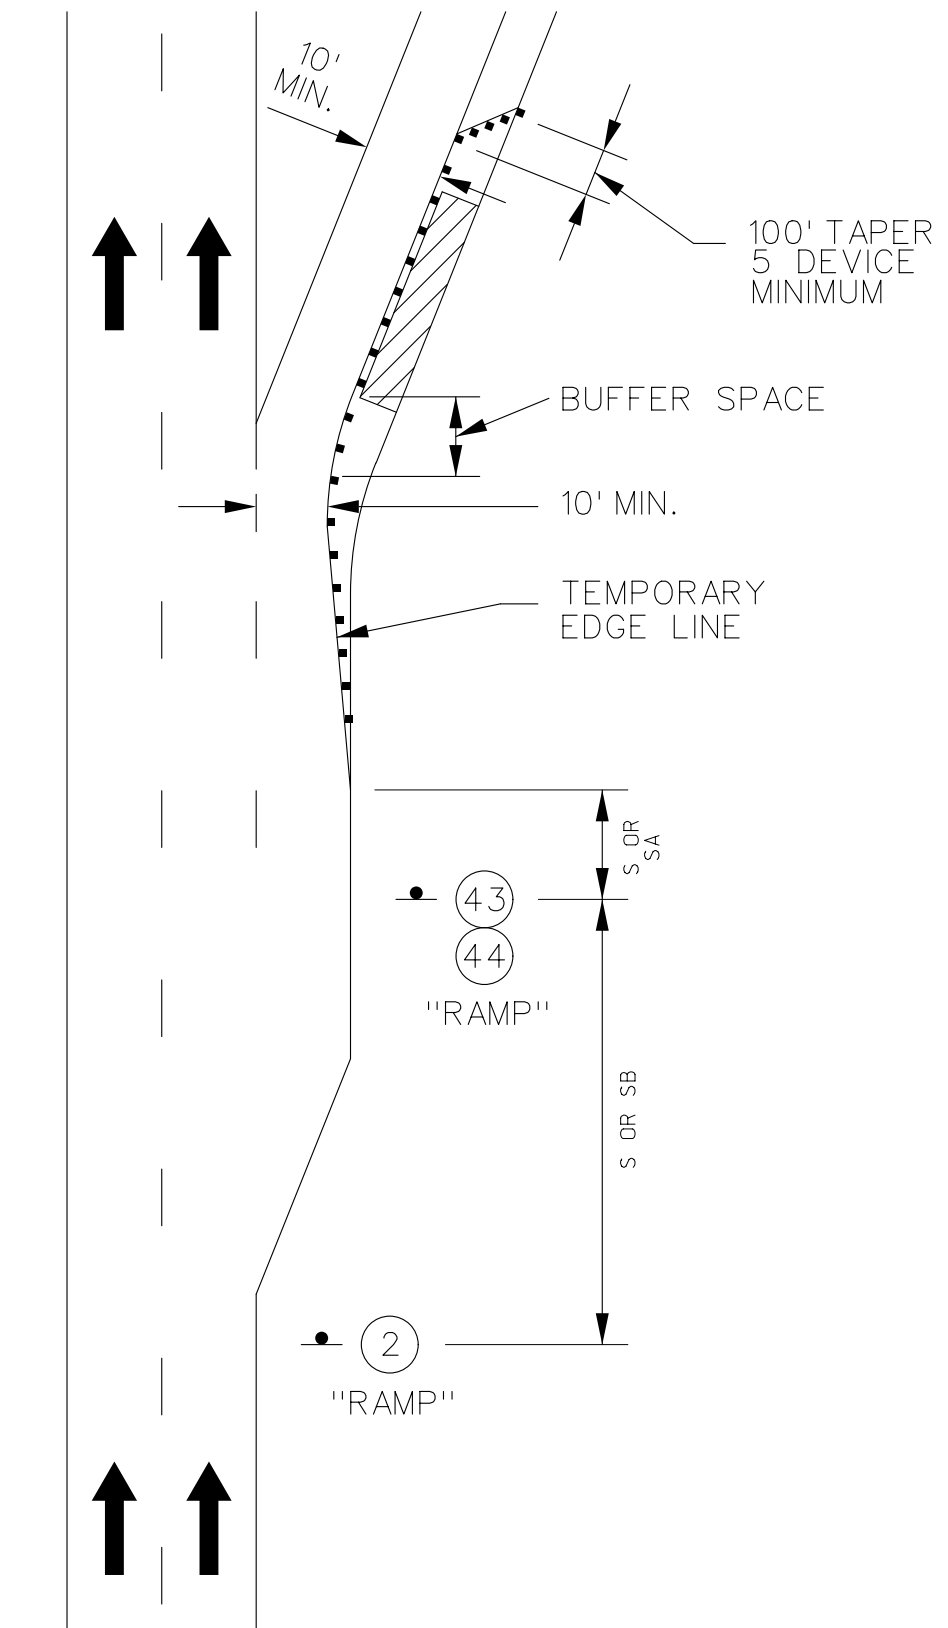 10'
MIN.
100' TAPER
5 DEVICE
MINIMUM
BUFFER SPACE
10' MIN.
TEMPORARY
EDGE LINE
S OR
SA
43
44
"RAMP"
S OR SB
2
"RAMP"